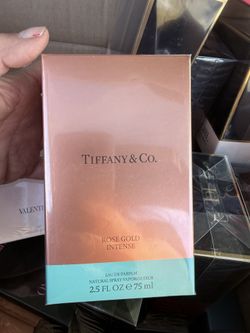 TIFFANY & CO.
ROSE GOLD
INTENSE
EAU DE PARFUM
NATURAL SPRAY VAPORISATEUR
2.5 FL OZ ℮ 75 ml
VALENTI